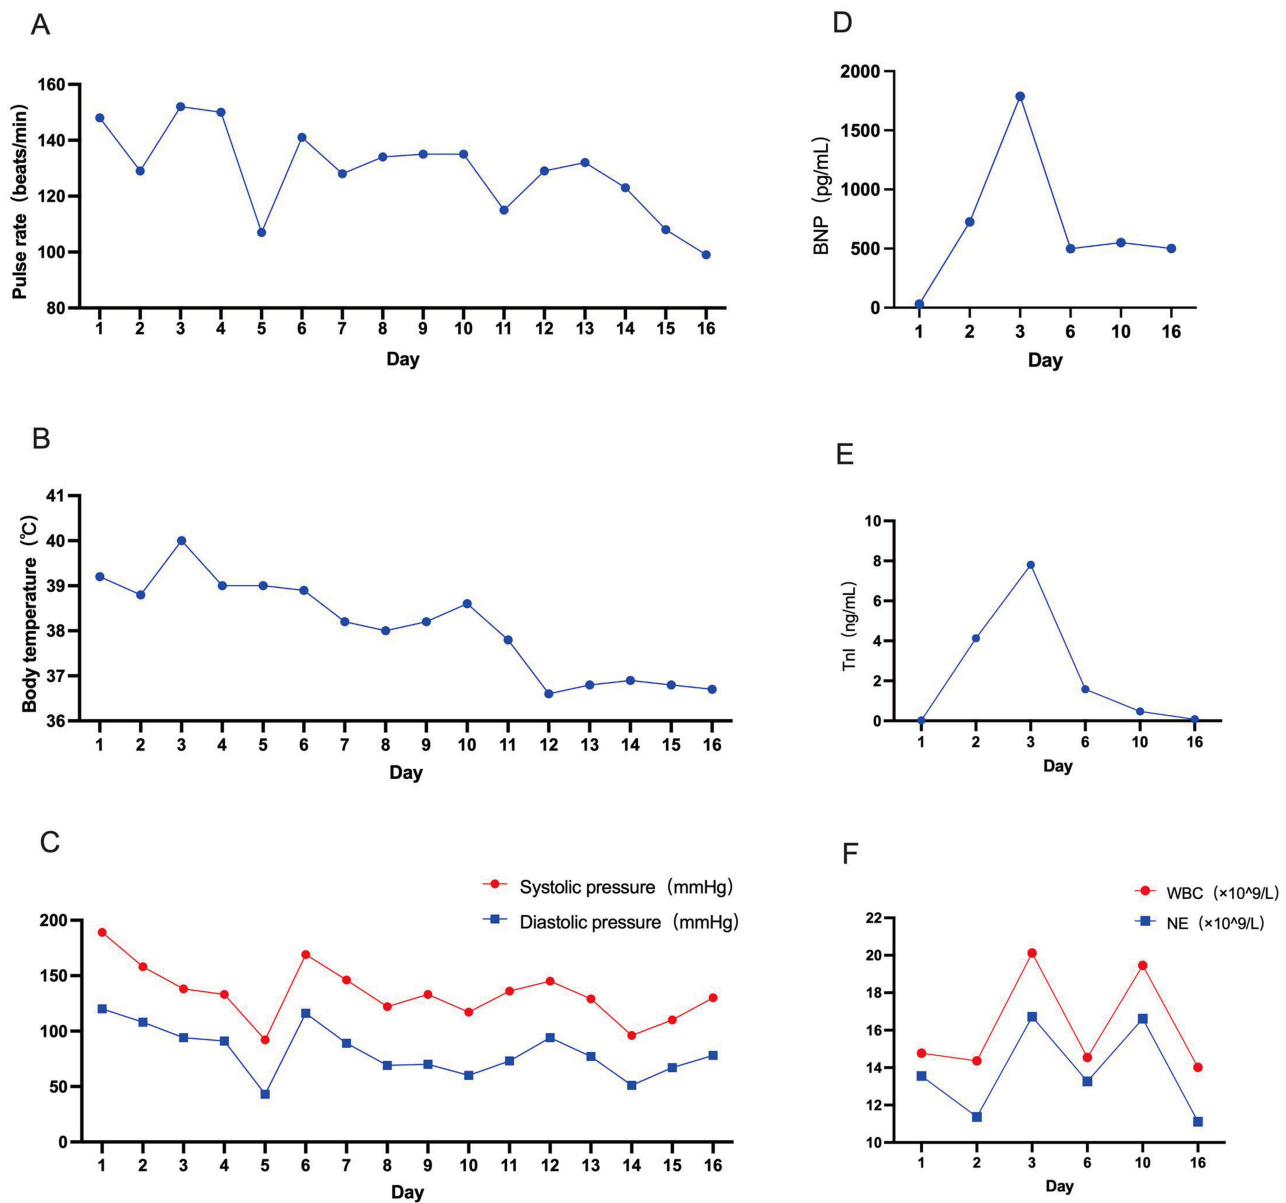 A
Pulse rate（beats/min）
160
140
120
100
80
1 2 3 4 5 6 7 8 9 10 11 12 13 14 15 16
Day
B
Body temperature（℃）
41
40
39
38
37
36
1 2 3 4 5 6 7 8 9 10 11 12 13 14 15 16
Day
C
Systolic pressure（mmHg）
Diastolic pressure（mmHg）
200
150
100
50
0
1 2 3 4 5 6 7 8 9 10 11 12 13 14 15 16
Day
D
BNP（pg/mL）
2000
1500
1000
500
0
1 2 3 6 10 16
Day
E
TnI（ng/mL）
10
8
6
4
2
0
1 2 3 6 10 16
Day
F
WBC（×10^9/L）
NE（×10^9/L）
22
20
18
16
14
12
10
1 2 3 6 10 16
Day